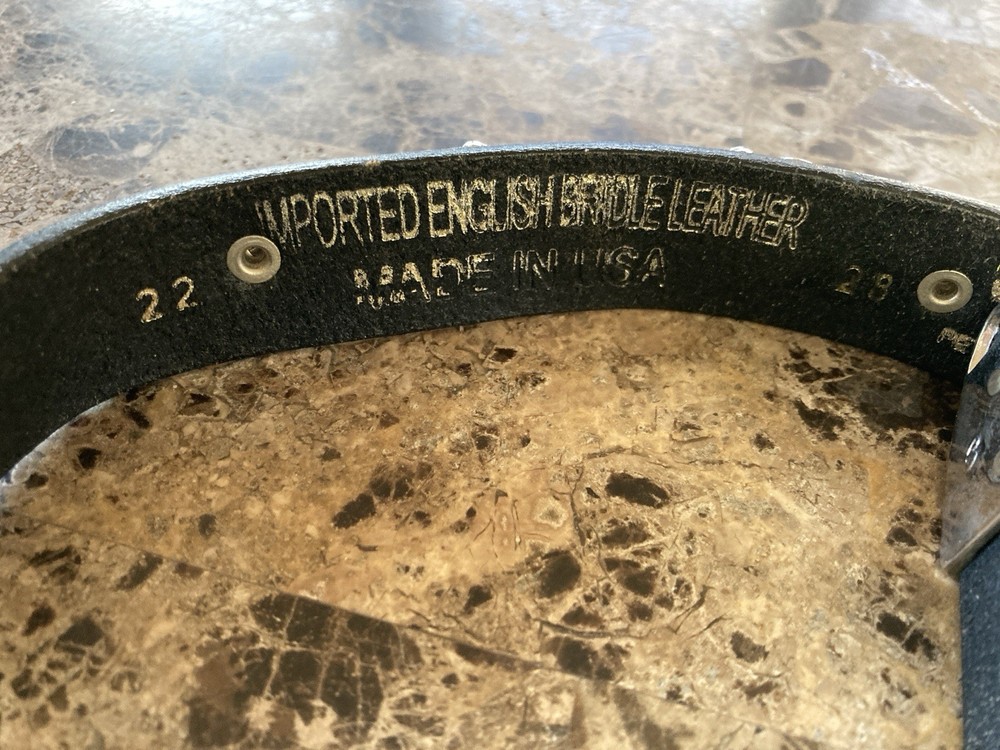 IMPORTED ENGLISH BRIDLE LEATHER
MADE IN USA
22
28